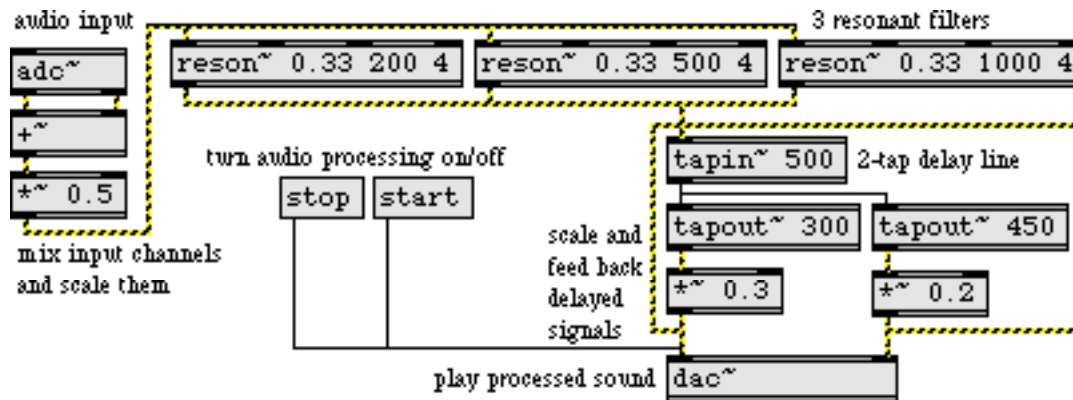 audio input
3 resonant filters
adc~
reson~ 0.33 200 4
reson~ 0.33 500 4
reson~ 0.33 1000 4
+~
*~ 0.5
mix input channels
and scale them
turn audio processing on/off
stop
start
tapin~ 500
2-tap delay line
tapout~ 300
tapout~ 450
scale and
feed back
delayed
signals
*~ 0.3
*~ 0.2
play processed sound
dac~